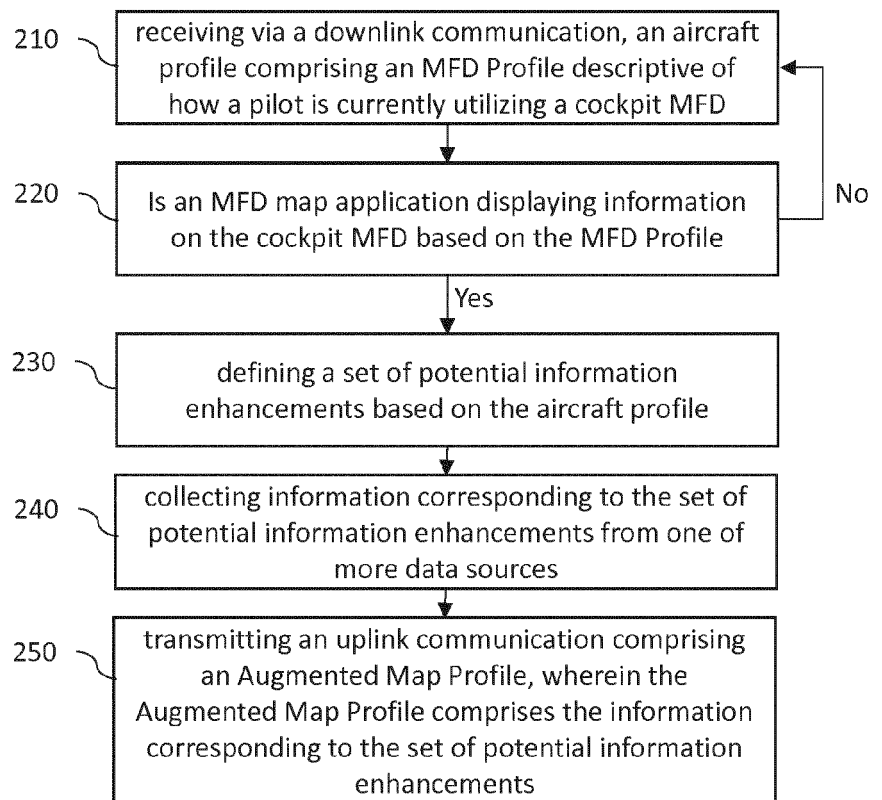 210
receiving via a downlink communication, an aircraft
profile comprising an MFD Profile descriptive of
how a pilot is currently utilizing a cockpit MFD
220
Is an MFD map application displaying information
on the cockpit MFD based on the MFD Profile
No
Yes
230
defining a set of potential information
enhancements based on the aircraft profile
240
collecting information corresponding to the set of
potential information enhancements from one of
more data sources
250
transmitting an uplink communication comprising
an Augmented Map Profile, wherein the
Augmented Map Profile comprises the information
corresponding to the set of potential information
enhancements